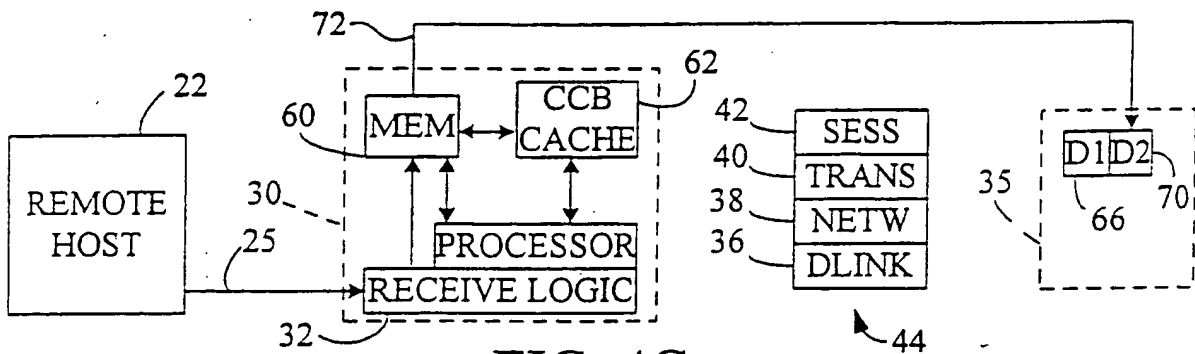 72
22
62
60
MEM
CCB
CACHE
42
SESS
40
TRANS
38
NETW
36
DLINK
D1 D2
35
66
70
REMOTE
HOST
30
25
PROCESSOR
RECEIVE LOGIC
32
44